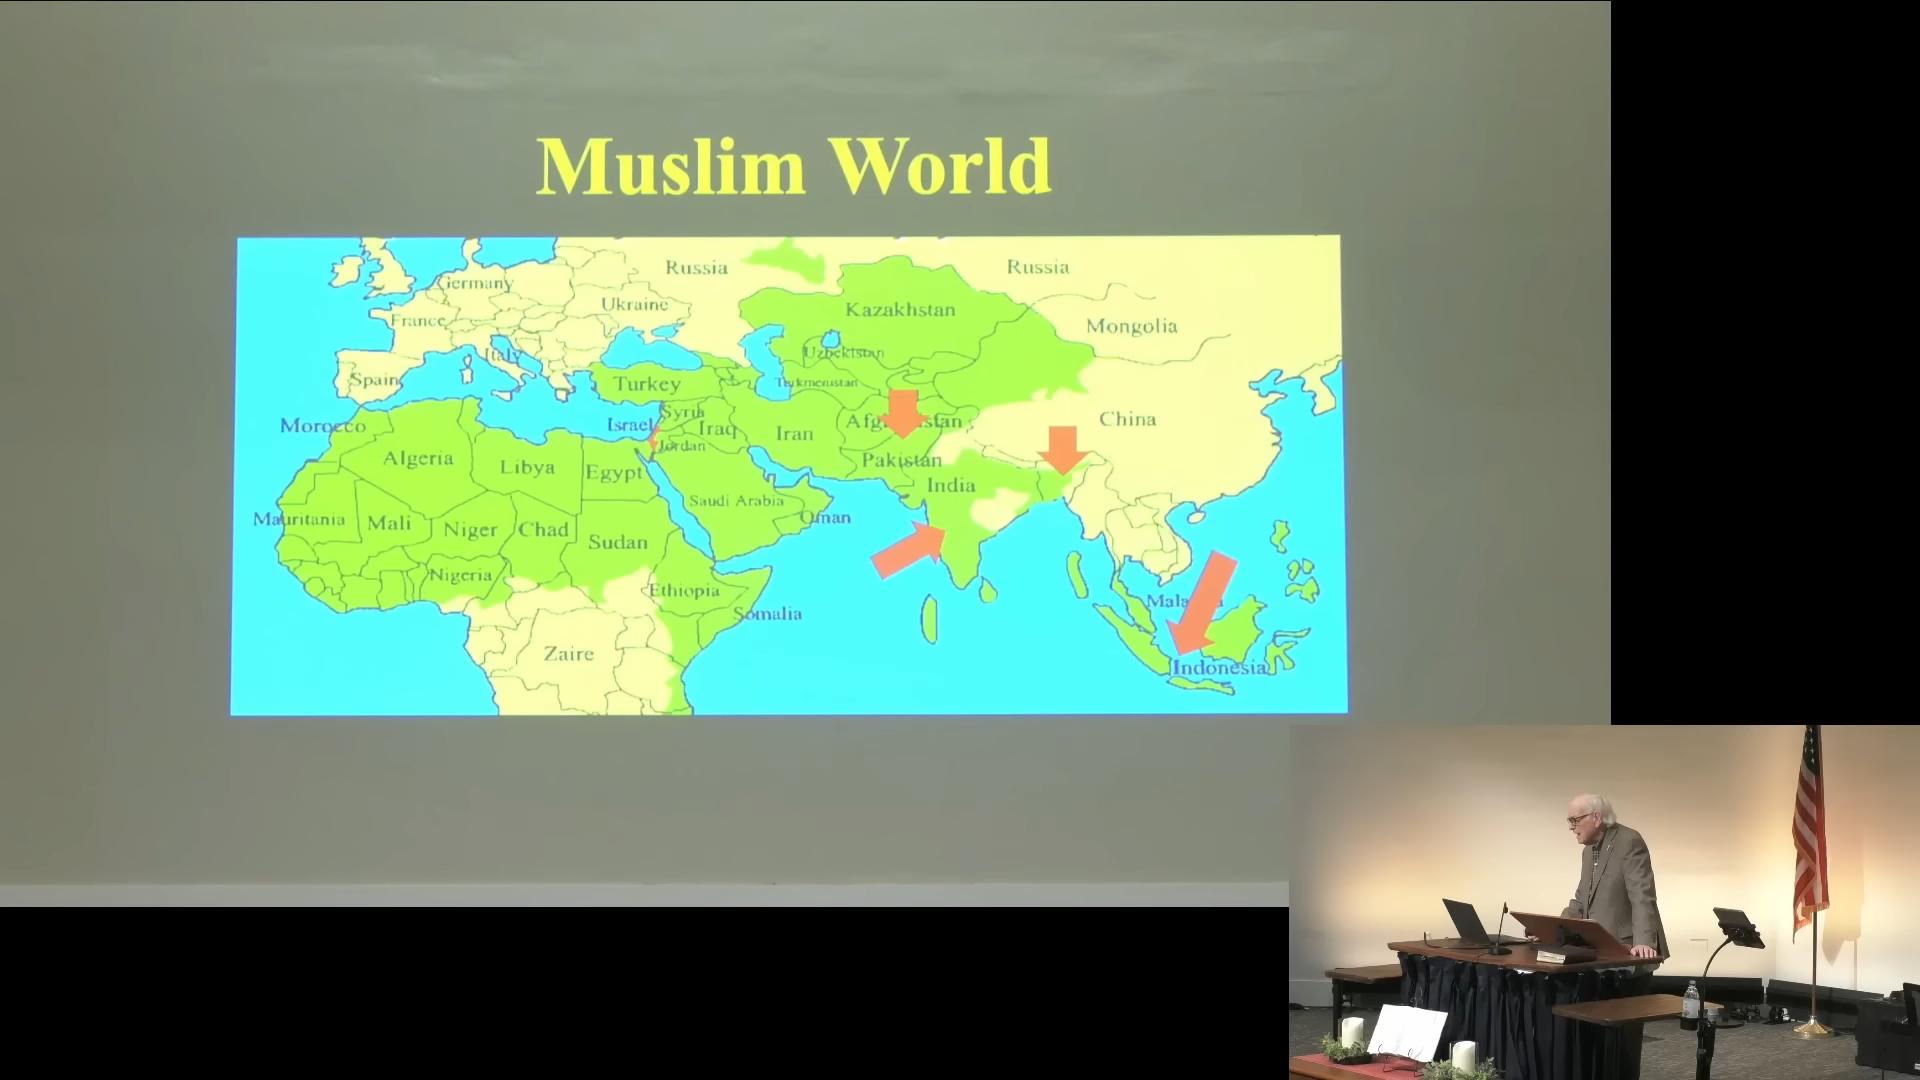 Muslim World
Russia
Russia
Germany
Ukraine
Kazakhstan
France
Mongolia
Italy
Uzbekistan
Spain
Turkey
Turkmenistan
Syria
China
Morocco
Israel
Iraq
Iran
Jordan
Algeria
Libya
Egypt
Pakistan
India
Saudi Arabia
Mauritania
Mali
Niger
Chad
Oman
Sudan
Nigeria
Ethiopia
Somalia
Zaire
Indonesia